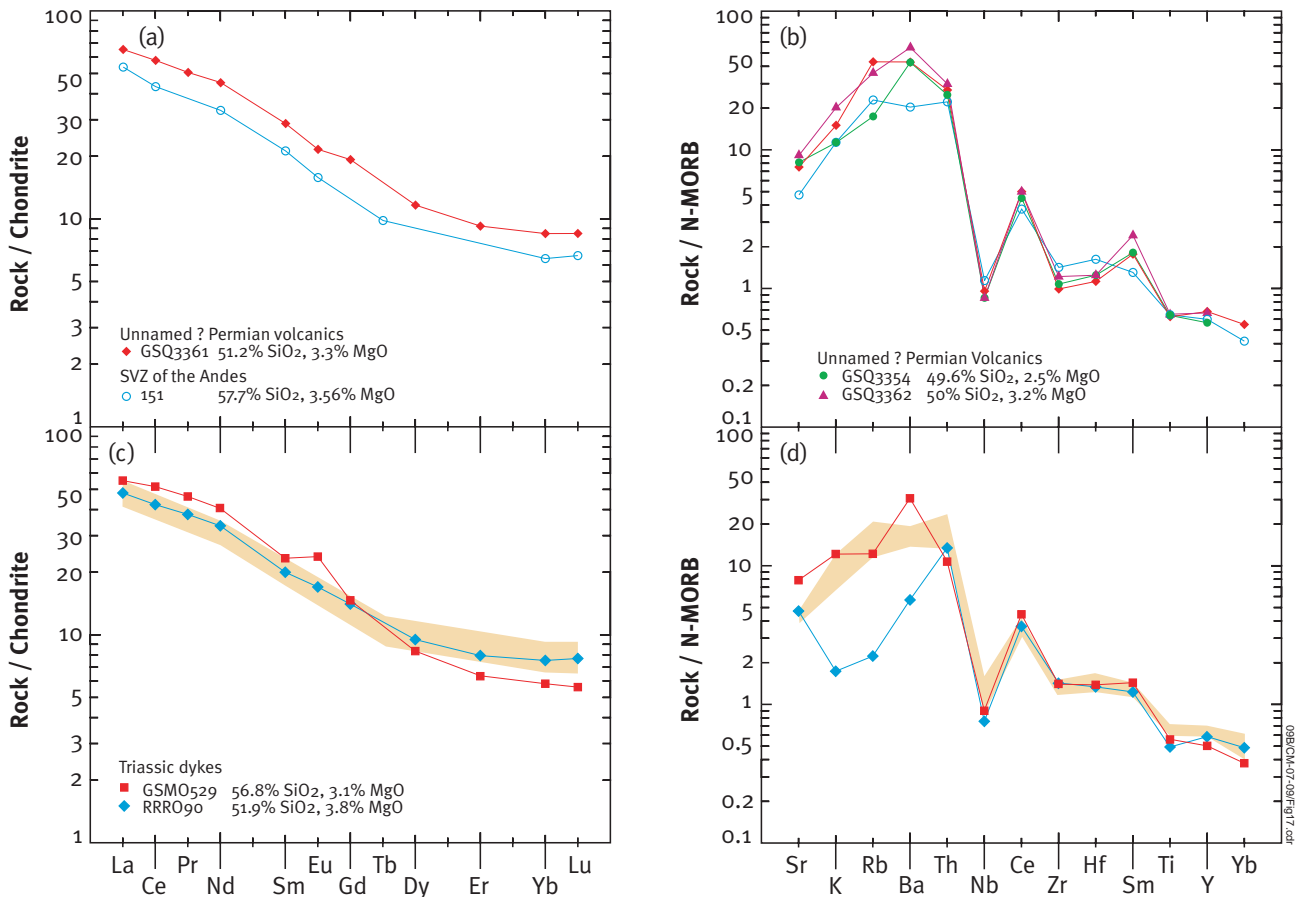 (a)
100
50
30
20
10
5
3
2
1
Rock / Chondrite
Unnamed ? Permian volcanics
GSQ3361 51.2% SiO2, 3.3% MgO
SVZ of the Andes
151 57.7% SiO2, 3.56% MgO
(b)
100
50
20
10
5
2
1
0.5
0.2
0.1
Rock / N-MORB
Unnamed ? Permian Volcanics
GSQ3354 49.6% SiO2, 2.5% MgO
GSQ3362 50% SiO2, 3.2% MgO
(c)
100
50
30
20
10
5
3
2
1
Rock / Chondrite
Triassic dykes
GSMO529 56.8% SiO2, 3.1% MgO
RRRO90 51.9% SiO2, 3.8% MgO
La Pr Sm Eu Gd Tb Dy Er Yb Lu
Ce Nd
(d)
100
50
20
10
5
2
1
0.5
0.2
0.1
Rock / N-MORB
Sr Rb Th Ce Hf Ti Yb
K Ba Nb Zr Sm Y
09B/CM-07-09/Fig17.cdr